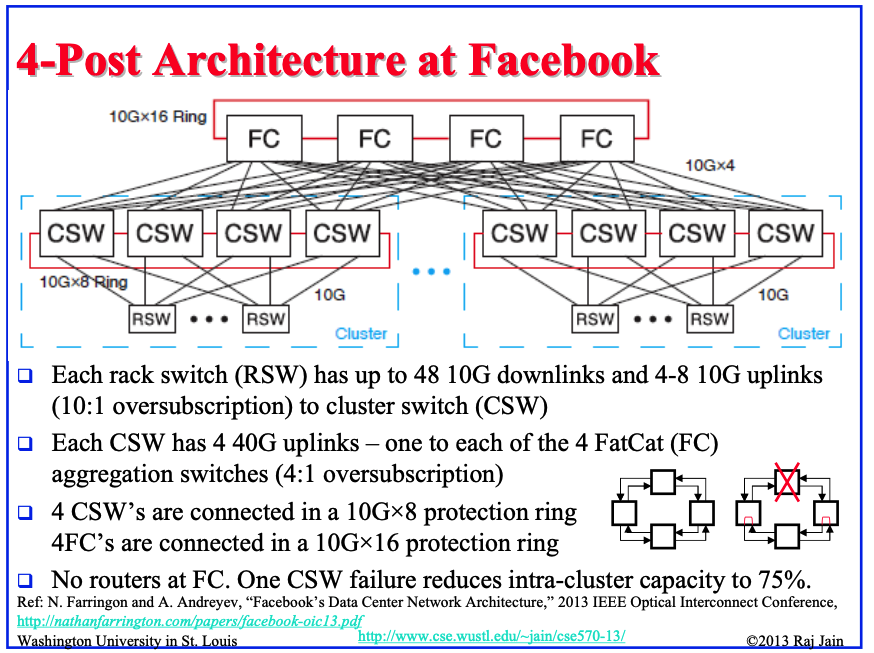 4-Post Architecture at Facebook
10G×16 Ring
FC FC FC FC
10G×4
CSW CSW CSW CSW CSW CSW CSW CSW
10G×8 Ring
10G
10G
RSW RSW RSW RSW
Cluster
Cluster
Each rack switch (RSW) has up to 48 10G downlinks and 4-8 10G uplinks
(10:1 oversubscription) to cluster switch (CSW)
Each CSW has 4 40G uplinks – one to each of the 4 FatCat (FC)
aggregation switches (4:1 oversubscription)
4 CSW’s are connected in a 10G×8 protection ring
4FC’s are connected in a 10G×16 protection ring
No routers at FC. One CSW failure reduces intra-cluster capacity to 75%.
Ref: N. Farringon and A. Andreyev, “Facebook’s Data Center Network Architecture,” 2013 IEEE Optical Interconnect Conference,
http://nathanfarrington.com/papers/facebook-oic13.pdf
Washington University in St. Louis
http://www.cse.wustl.edu/~jain/cse570-13/
©2013 Raj Jain